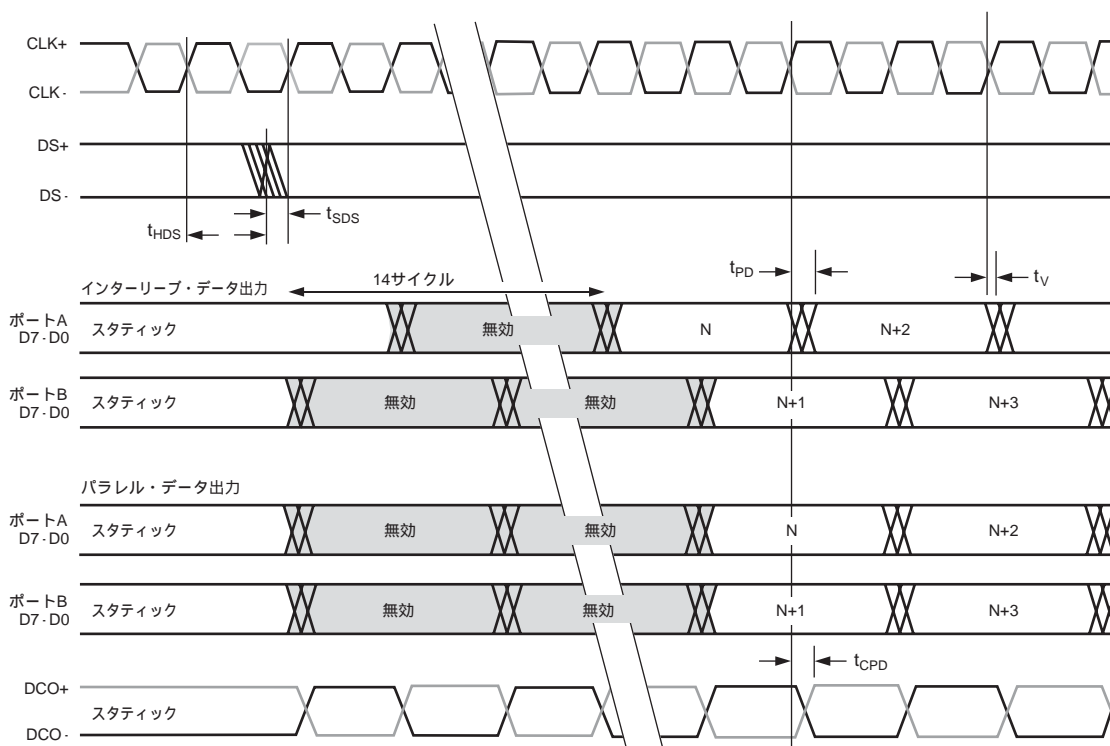 CLK+
CLK-
DS+
DS-
tHDS
tSDS
tPD
tV
インターリーブ・データ出力
14サイクル
ポートA
D7-D0
スタティック
無効
N
N+2
ポートB
D7-D0
スタティック
無効
無効
N+1
N+3
パラレル・データ出力
ポートA
D7-D0
スタティック
無効
無効
N
N+2
ポートB
D7-D0
スタティック
無効
無効
N+1
N+3
tCPD
DCO+
スタティック
DCO-